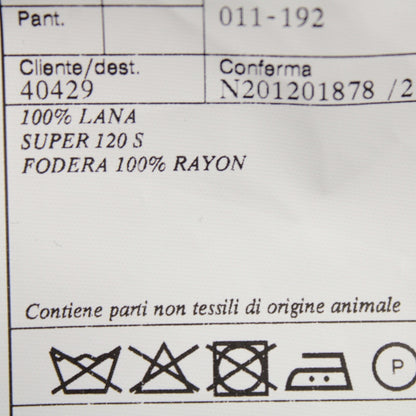 Pant. 011-192
Cliente/dest. Conferma
40429 N201201878 /2
100% LANA
SUPER 120 S
FODERA 100% RAYON
Contiene parti non tessili di origine animale
P